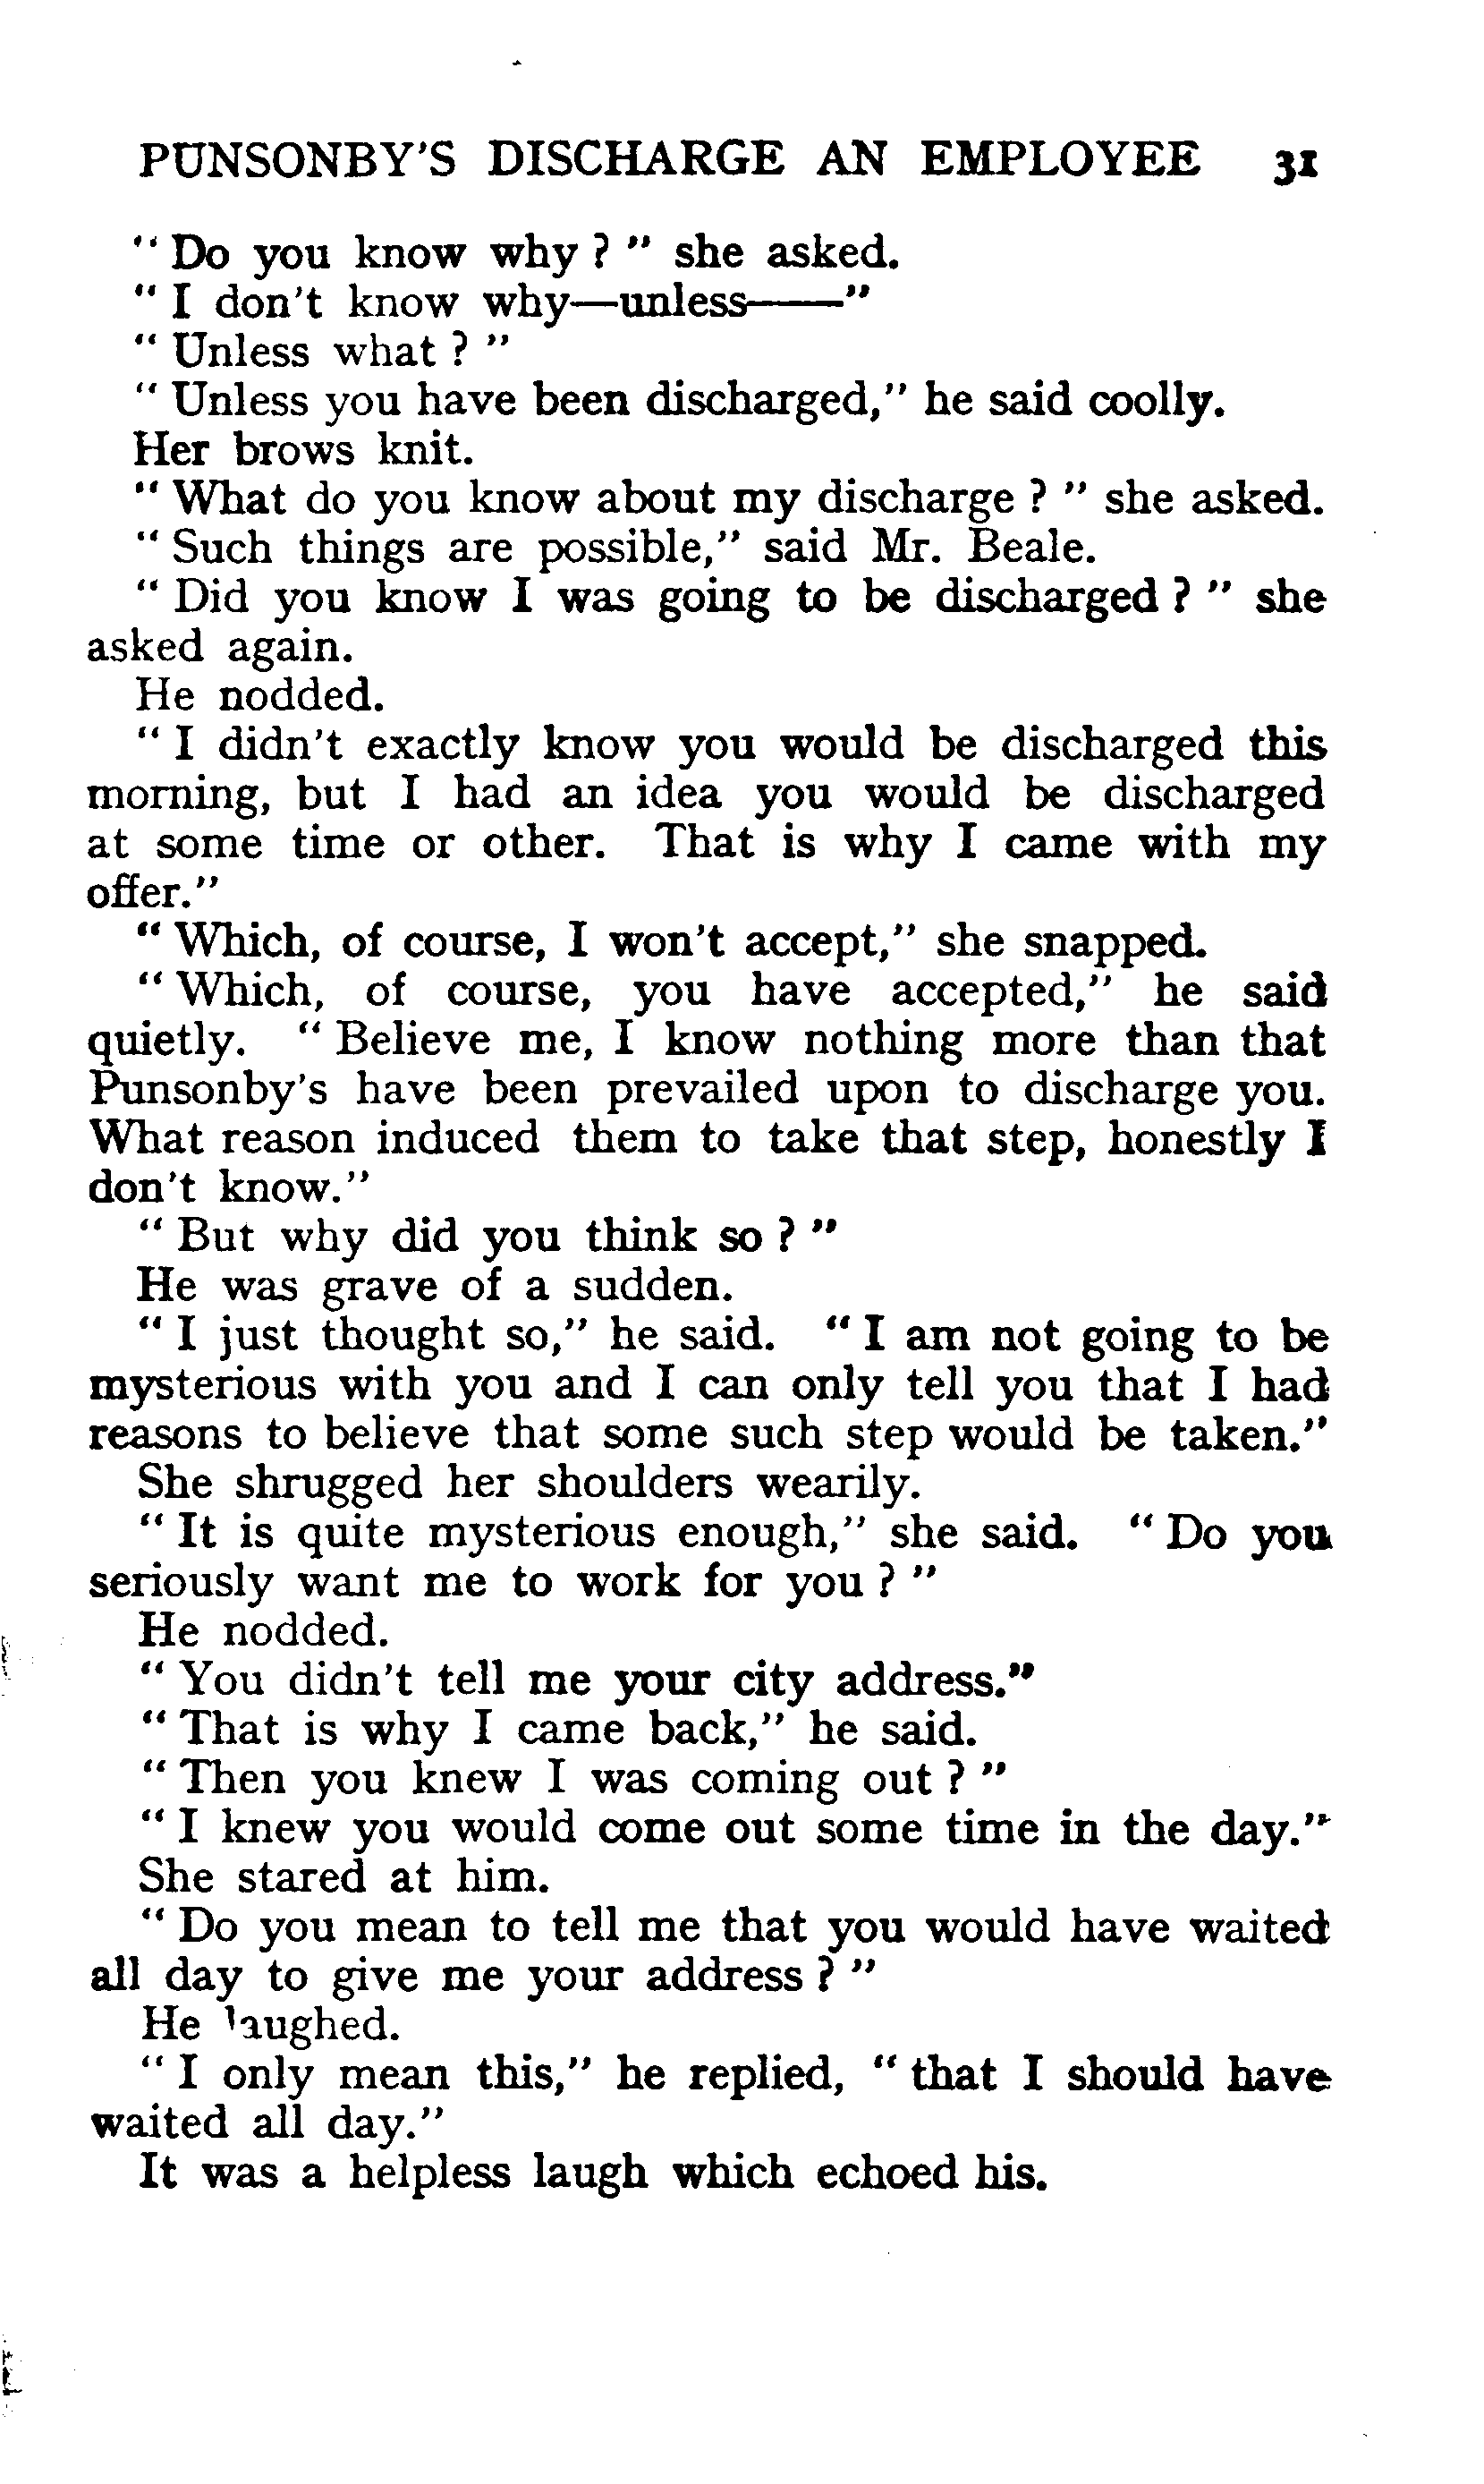 PUNSONBY'S DISCHARGE AN EMPLOYEE 31
" Do you know why ? " she asked.
" I don't know why—unless——"
" Unless what ? "
" Unless you have been discharged," he said coolly.
Her brows knit.
" What do you know about my discharge ? " she asked.
" Such things are possible," said Mr. Beale.
" Did you know I was going to be discharged ? " she
asked again.
He nodded.
" I didn't exactly know you would be discharged this
morning, but I had an idea you would be discharged
at some time or other. That is why I came with my
offer."
" Which, of course, I won't accept," she snapped.
" Which, of course, you have accepted," he said
quietly. " Believe me, I know nothing more than that
Punsonby's have been prevailed upon to discharge you.
What reason induced them to take that step, honestly I
don't know."
" But why did you think so ? "
He was grave of a sudden.
" I just thought so," he said. " I am not going to be
mysterious with you and I can only tell you that I had
reasons to believe that some such step would be taken."
She shrugged her shoulders wearily.
" It is quite mysterious enough," she said. " Do you
seriously want me to work for you ? "
He nodded.
" You didn't tell me your city address."
" That is why I came back," he said.
" Then you knew I was coming out ? "
" I knew you would come out some time in the day."
She stared at him.
" Do you mean to tell me that you would have waited
all day to give me your address ? "
He laughed.
" I only mean this," he replied, " that I should have
waited all day."
It was a helpless laugh which echoed his.